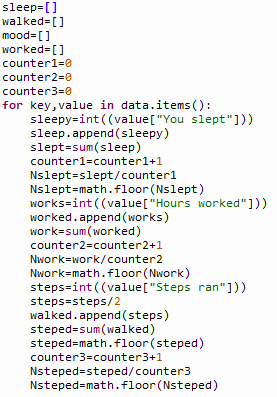 sleep=[]
walked=[]
mood=[]
worked=[]
counter1=0
counter2=0
counter3=0
for key,value in data.items():
    sleepy=int((value["You slept"]))
    sleep.append(sleepy)
    slept=sum(sleep)
    counter1=counter1+1
    Nslept=slept/counter1
    Nslept=math.floor(Nslept)
    works=int((value["Hours worked"]))
    worked.append(works)
    work=sum(worked)
    counter2=counter2+1
    Nwork=work/counter2
    Nwork=math.floor(Nwork)
    steps=int((value["Steps ran"]))
    steps=steps/2
    walked.append(steps)
    steped=sum(walked)
    steped=math.floor(steped)
    counter3=counter3+1
    Nsteped=steped/counter3
    Nsteped=math.floor(Nsteped)